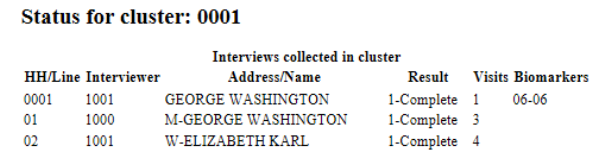 Status for cluster: 0001
Interviews collected in cluster
HH/Line Interviewer Address/Name Result Visits Biomarkers
0001 1001 GEORGE WASHINGTON 1-Complete 1 06-06
01 1000 M-GEORGE WASHINGTON 1-Complete 3
02 1001 W-ELIZABETH KARL 1-Complete 4